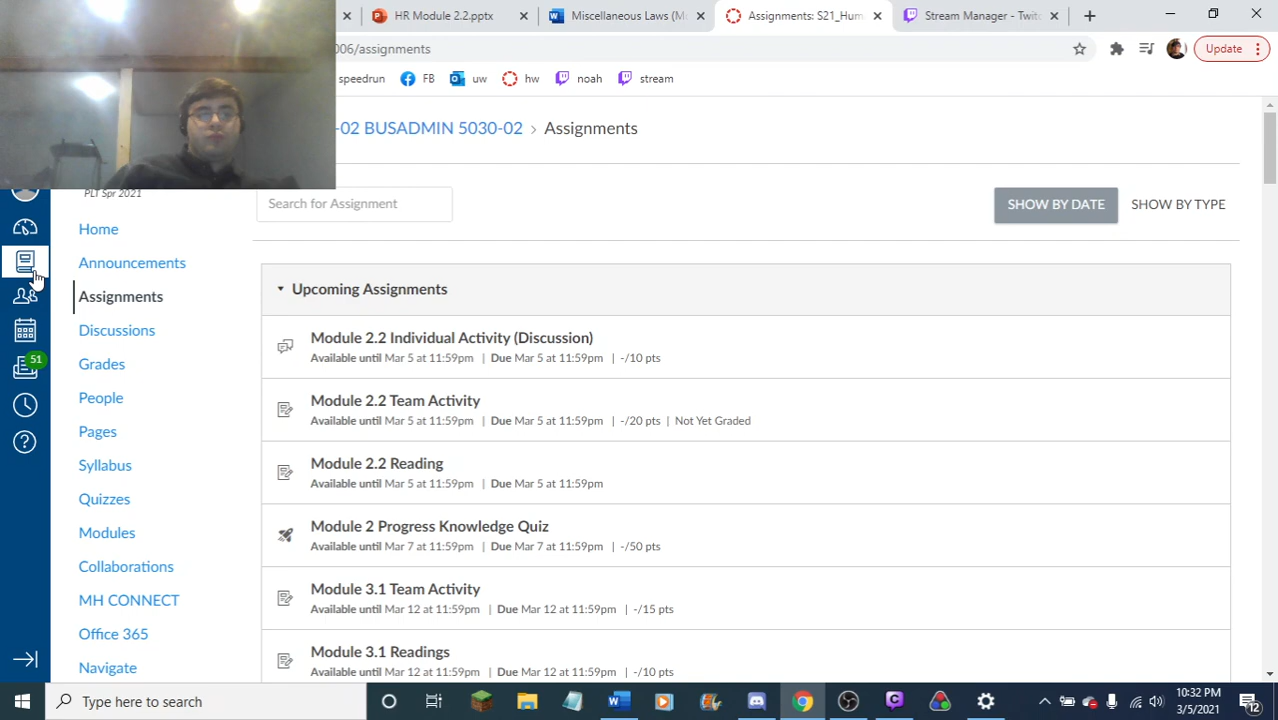 HR Module 2.2.pptx
Miscellaneous Laws (M
Assignments: S21_Hum
Stream Manager - Twitc
006/assignments
Update
speedrun
FB
uw
hw
noah
stream
-02 BUSADMIN 5030-02 > Assignments
PLT Spr 2021
Search for Assignment
SHOW BY DATE
SHOW BY TYPE
Home
Announcements
Assignments
Discussions
Grades
People
Pages
Syllabus
Quizzes
Modules
Collaborations
MH CONNECT
Office 365
Navigate
51
Upcoming Assignments
Module 2.2 Individual Activity (Discussion)
Available until Mar 5 at 11:59pm | Due Mar 5 at 11:59pm | -/10 pts
Module 2.2 Team Activity
Available until Mar 5 at 11:59pm | Due Mar 5 at 11:59pm | -/20 pts | Not Yet Graded
Module 2.2 Reading
Available until Mar 5 at 11:59pm | Due Mar 5 at 11:59pm
Module 2 Progress Knowledge Quiz
Available until Mar 7 at 11:59pm | Due Mar 7 at 11:59pm | -/50 pts
Module 3.1 Team Activity
Available until Mar 12 at 11:59pm | Due Mar 12 at 11:59pm | -/15 pts
Module 3.1 Readings
Available until Mar 12 at 11:59pm | Due Mar 12 at 11:59pm | -/10 pts
Type here to search
10:32 PM
3/5/2021
12